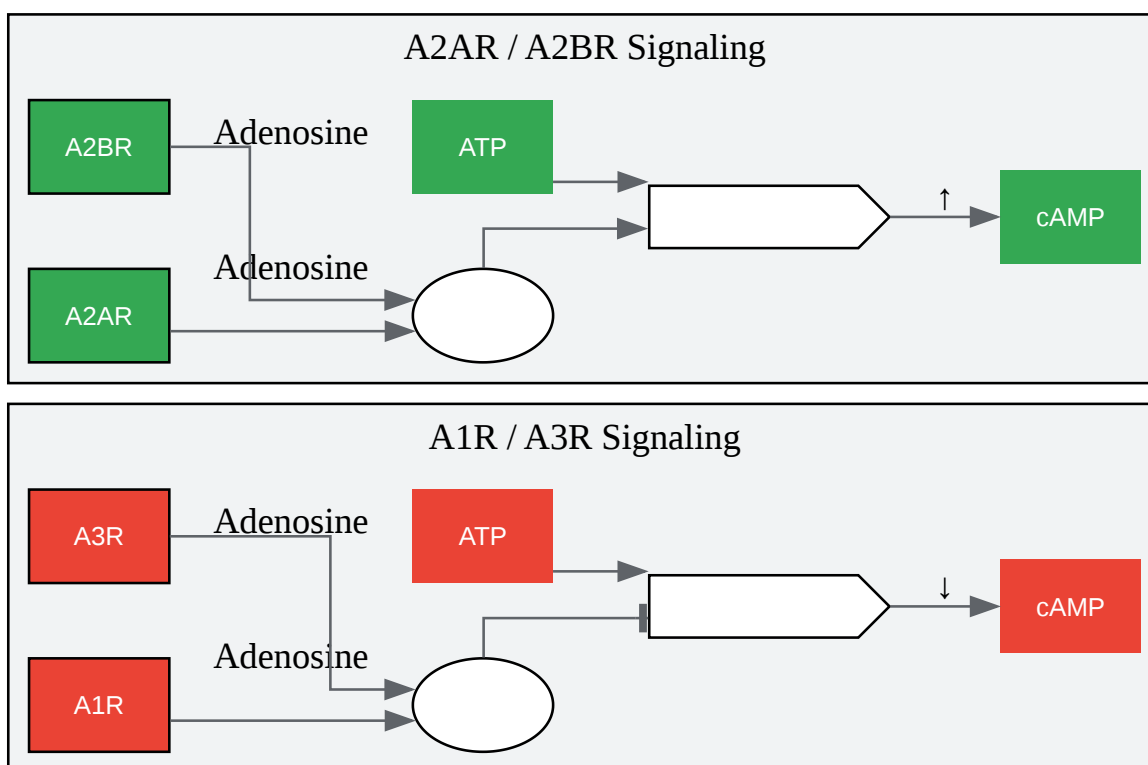 A2AR / A2BR Signaling
A2BR
Adenosine
ATP
↑
cAMP
Adenosine
A2AR
A1R / A3R Signaling
A3R
Adenosine
ATP
↓
cAMP
Adenosine
A1R